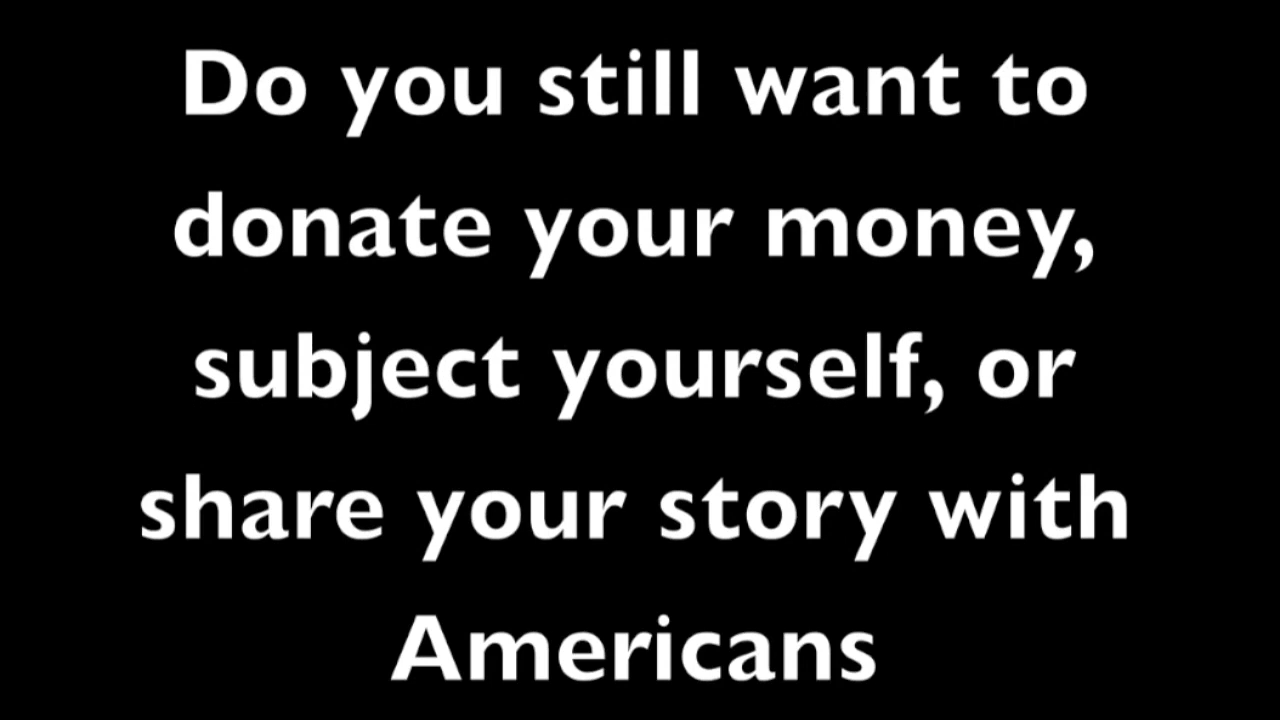 Do you still want to
donate your money,
subject yourself, or
share your story with
Americans